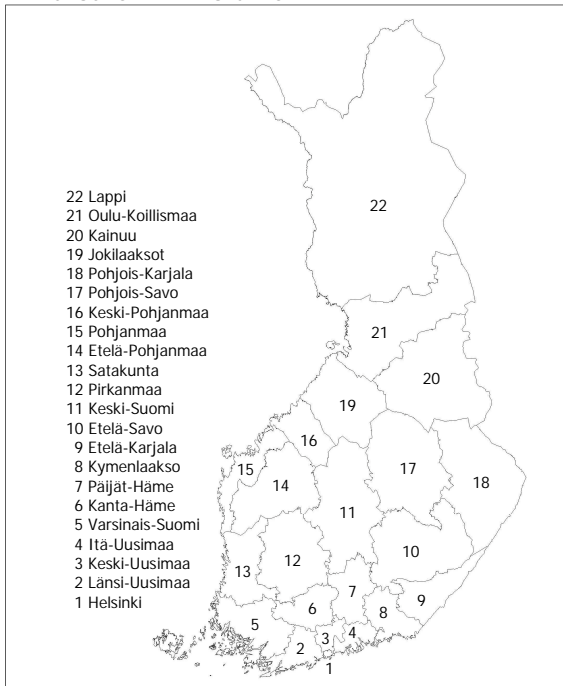 22 Lappi
21 Oulu-Koillismaa
20 Kainuu
19 Jokilaaksot
18 Pohjois-Karjala
17 Pohjois-Savo
16 Keski-Pohjanmaa
15 Pohjanmaa
14 Etelä-Pohjanmaa
13 Satakunta
12 Pirkanmaa
11 Keski-Suomi
10 Etelä-Savo
9 Etelä-Karjala
8 Kymenlaakso
7 Päijät-Häme
6 Kanta-Häme
5 Varsinais-Suomi
4 Itä-Uusimaa
3 Keski-Uusimaa
2 Länsi-Uusimaa
1 Helsinki
22
21
20
19
16
15
14
17
18
11
10
13
12
7
9
6
8
5
4
3
2
1